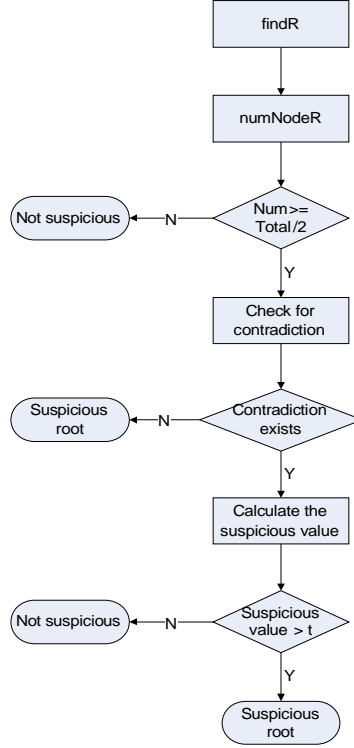 findR
numNodeR
Num>=
Total/2
Not suspicious
N
Y
Check for
contradiction
Contradiction
exists
Suspicious
root
N
Y
Calculate the
suspicious value
Suspicious
value > t
Not suspicious
N
Y
Suspicious
root